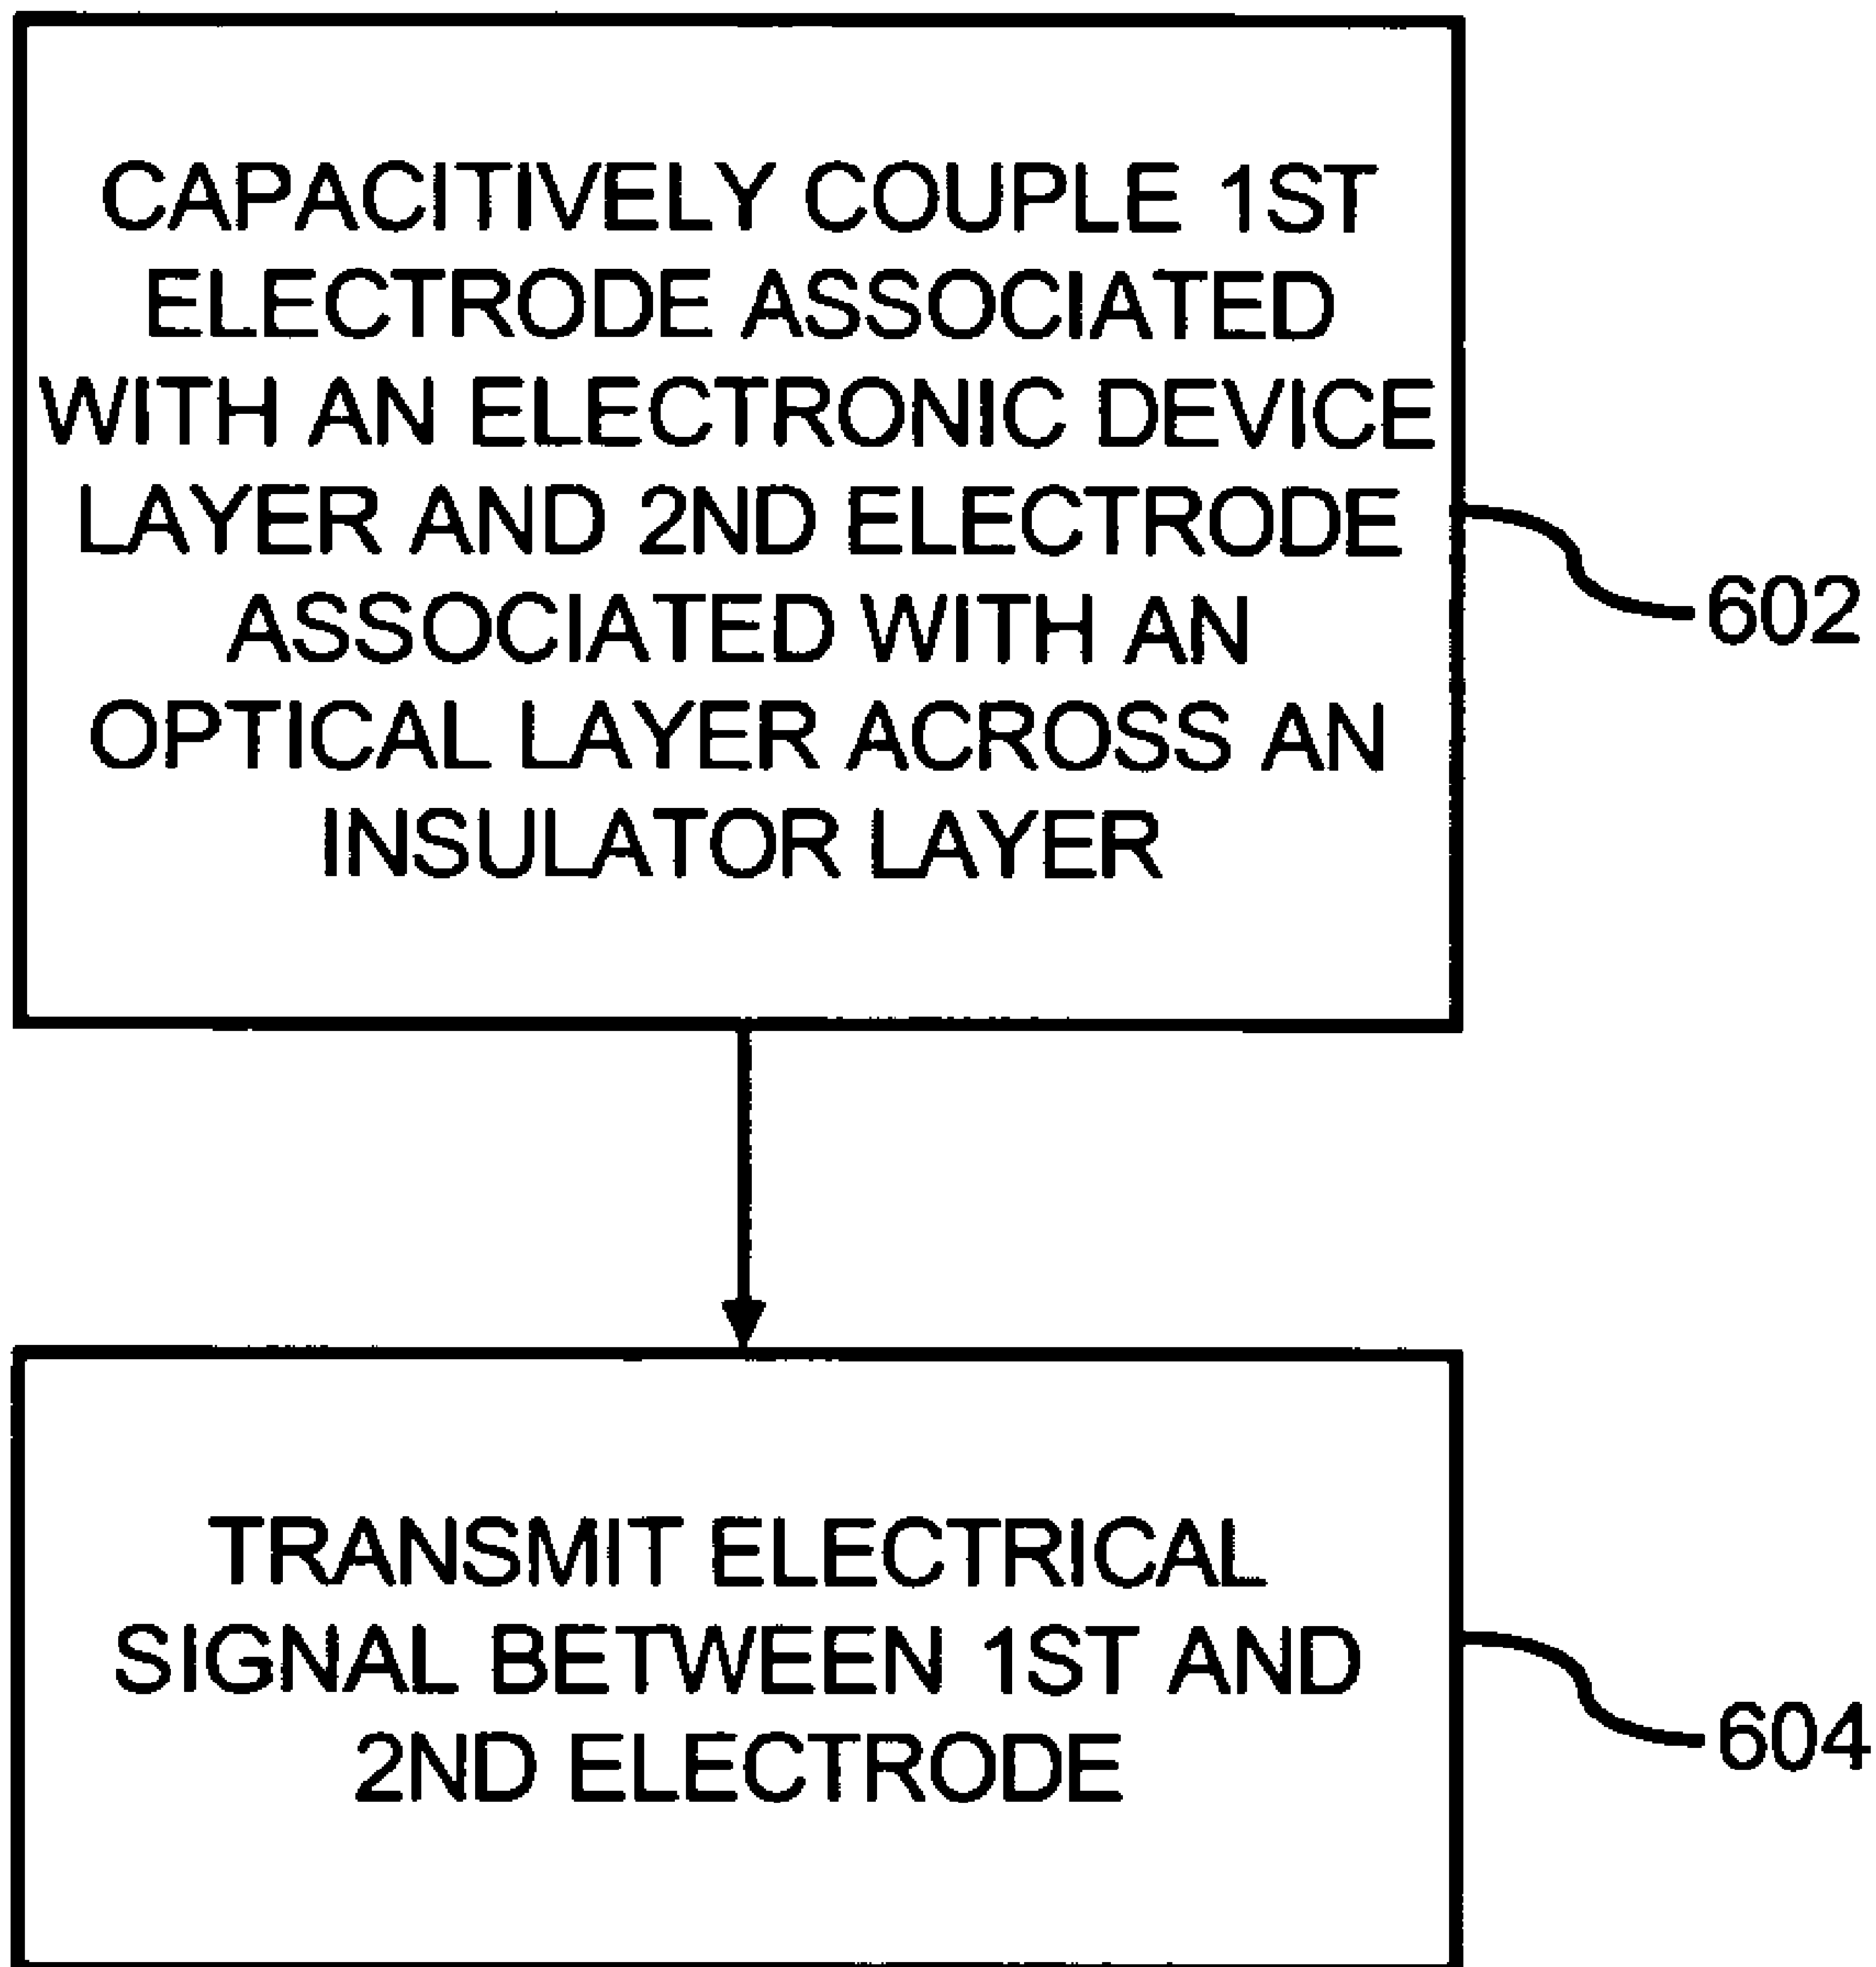 CAPACITIVELY COUPLE 1ST
ELECTRODE ASSOCIATED
WITH AN ELECTRONIC DEVICE
LAYER AND 2ND ELECTRODE
ASSOCIATED WITH AN
OPTICAL LAYER ACROSS AN
INSULATOR LAYER
602
TRANSMIT ELECTRICAL
SIGNAL BETWEEN 1ST AND
2ND ELECTRODE
604